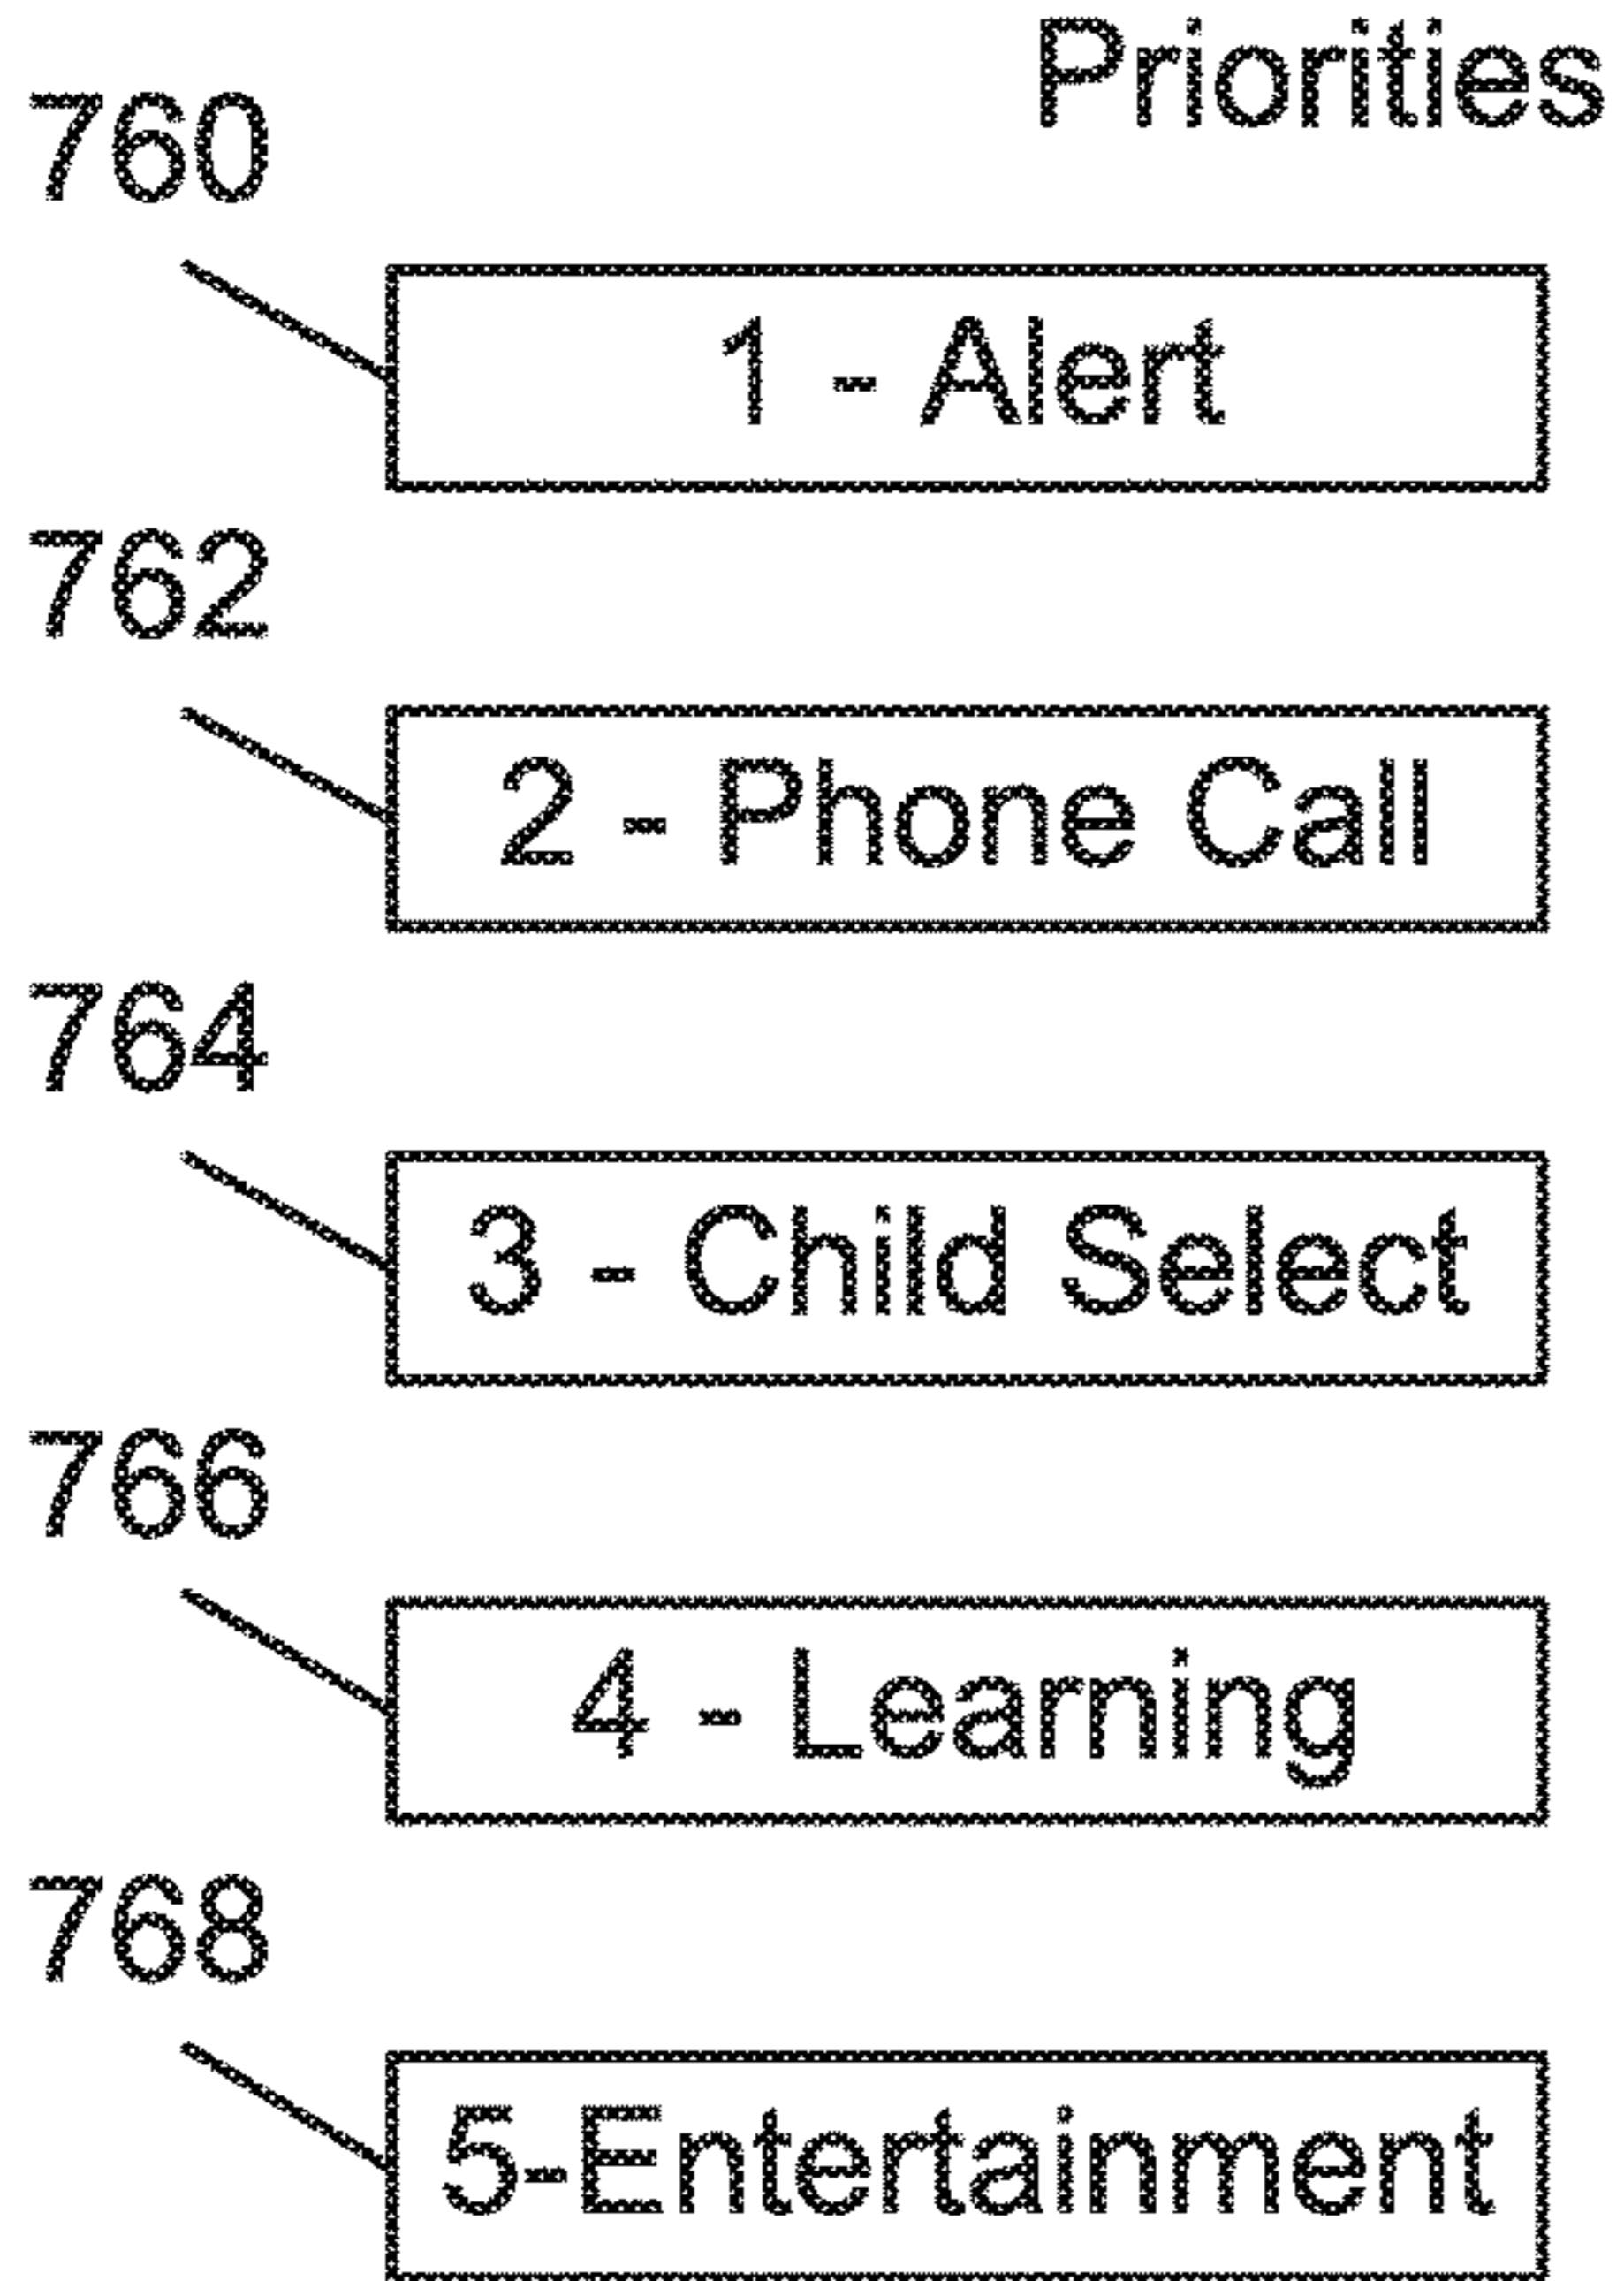 Priorities
760
1 - Alert
762
2 - Phone Call
764
3 - Child Select
766
4 - Learning
768
5-Entertainment